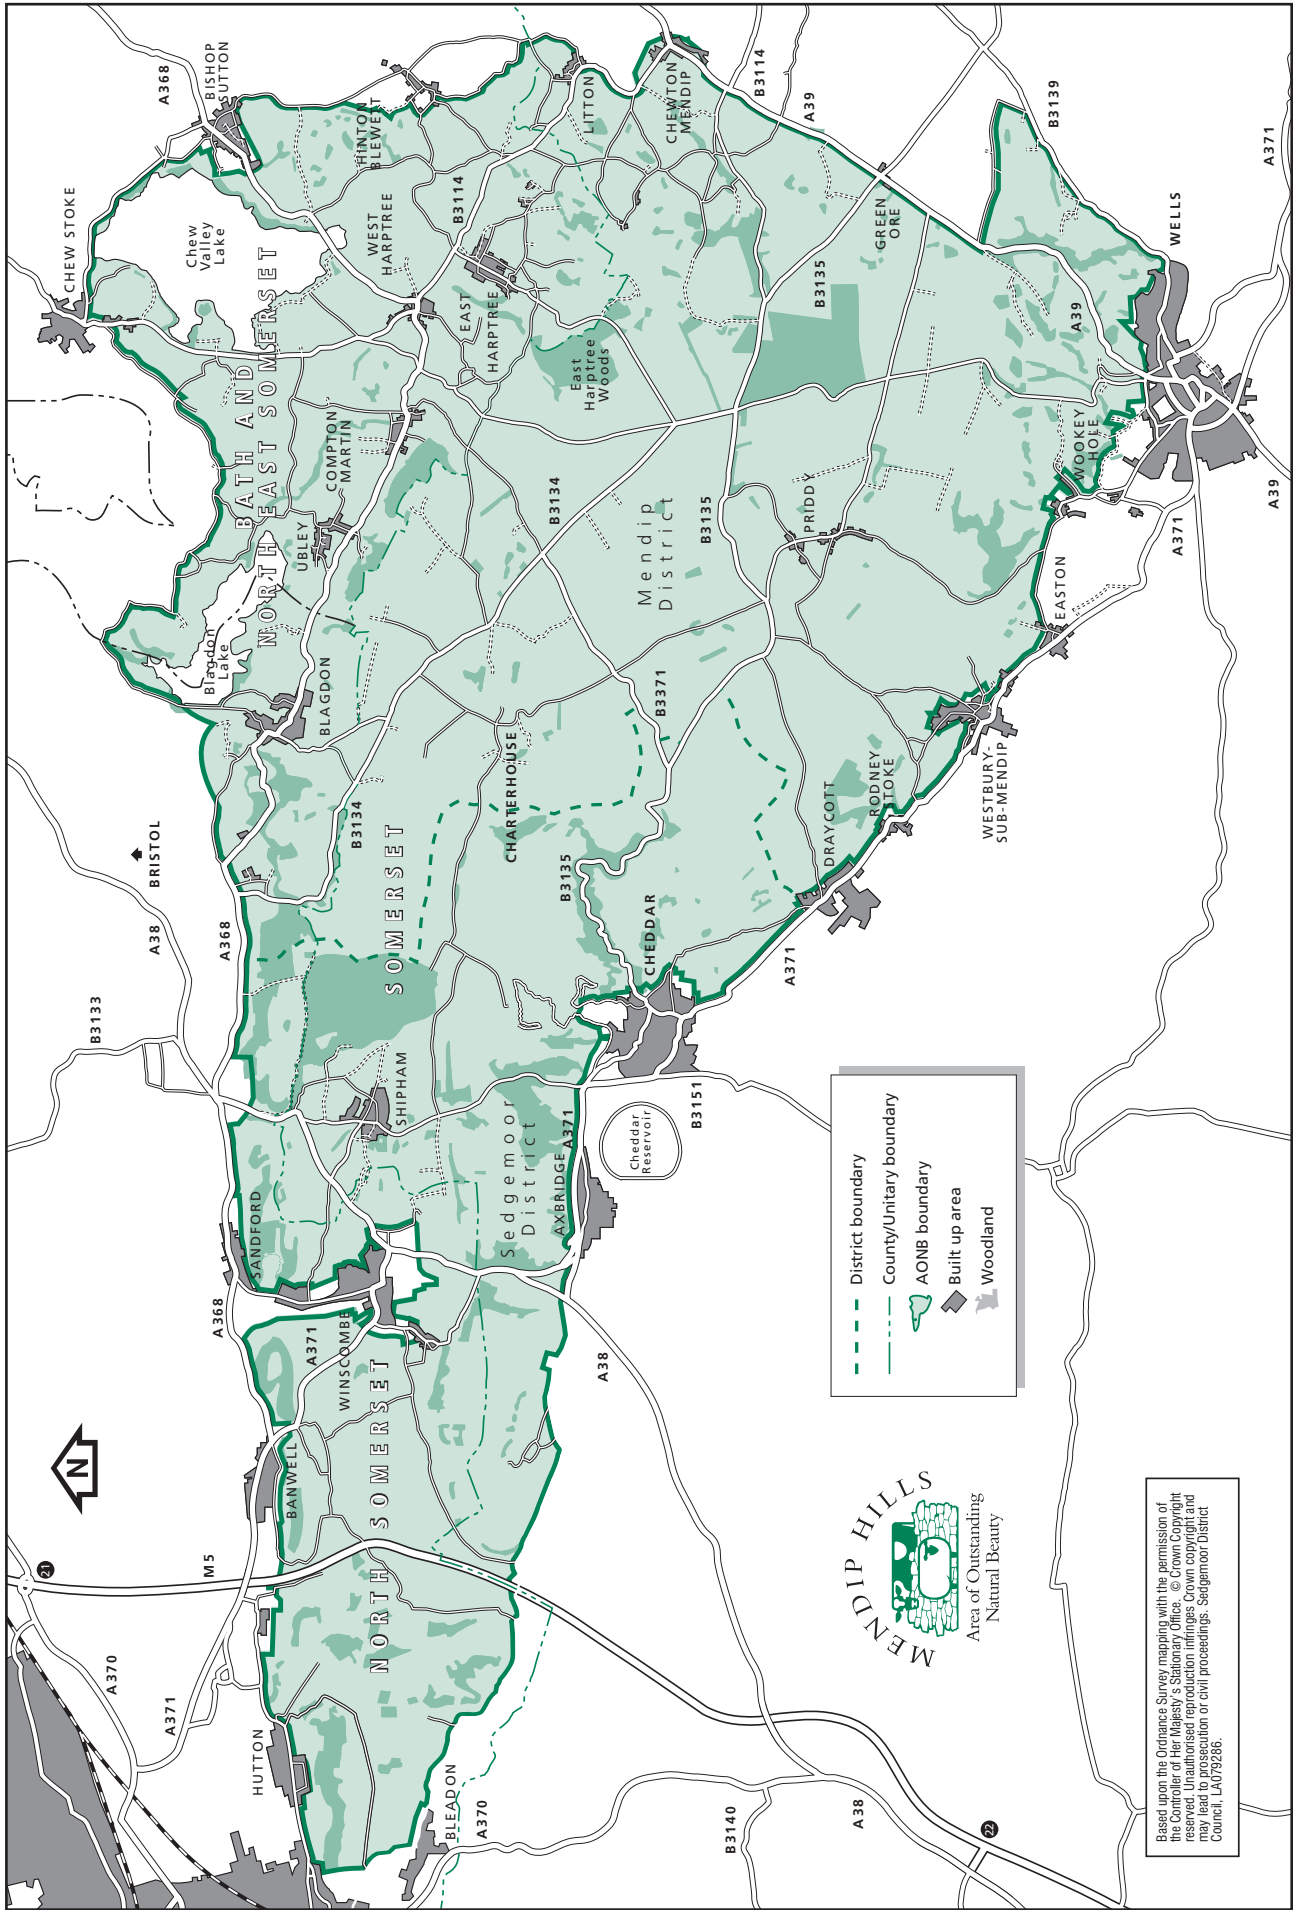 N
21
M5
A370
A371
HUTTON
BLEADON
A370
B3140
A38
22
BANWELL
A368
A371
WINSCOMBE
NORTH SOMERSET
SANDFORD
A38
B3133
A38
BRISTOL
A368
SHIPHAM
Sedgemoor
District
AXBRIDGE
A371
Cheddar
Reservoir
B3151
CHEDDAR
B3135
A371
SOMERSET
B3134
CHARTERHOUSE
BLAGDON
Blagdon
Lake
UBLEY
COMPTON
MARTIN
BATH AND
NORTH EAST SOMERSET
CHEW STOKE
Chew
Valley
Lake
A368
BISHOP
SUTTON
HINTON
BLEWETT
WEST
HARPTREE
B3114
EAST
HARPTREE
East
Harptree
Woods
LITTON
CHEWTON
MENDIP
B3114
A39
B3139
GREEN
ORE
B3135
B3134
Mendip
District
B3135
B3371
PRIDDY
DRAYCOTT
RODNEY
STOKE
WESTBURY-
SUB-MENDIP
EASTON
WOOKEY
HOLE
A39
WELLS
A371
A371
A39
District boundary
County/Unitary boundary
AONB boundary
Built up area
Woodland
MENDIP HILLS
Area of Outstanding
Natural Beauty
Based upon the Ordnance Survey mapping with the permission of
the Controller of Her Majesty's Stationary Office. © Crown Copyright
reserved. Unauthorised reproduction infringes Crown copyright and
may lead to prosecution or civil proceedings. Sedgemoor District
Council, LA079286.